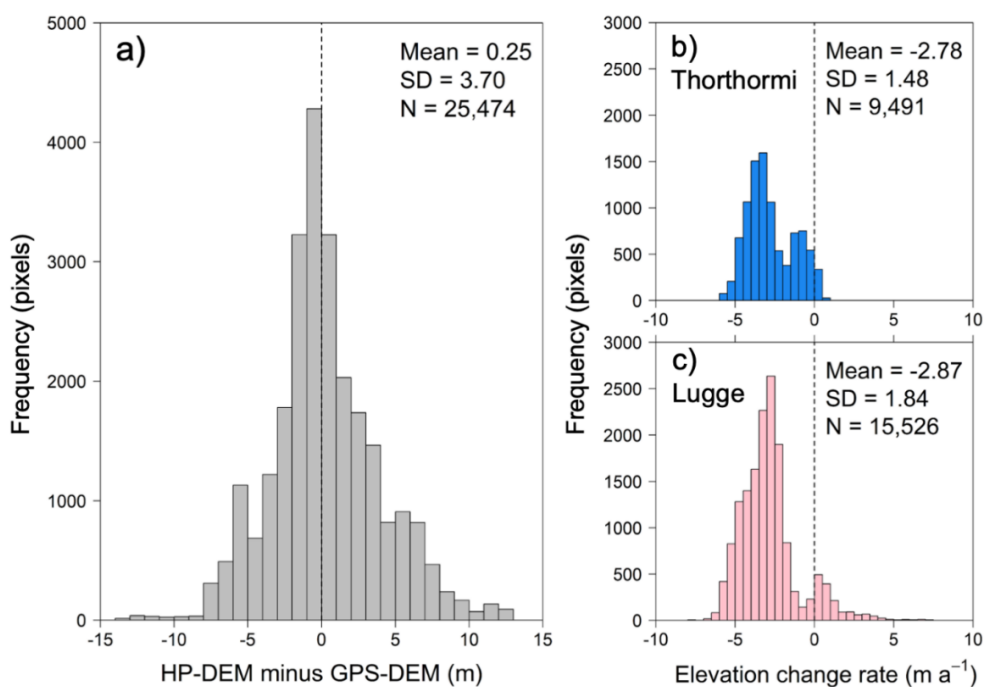 a)
Mean = 0.25
SD = 3.70
N = 25,474
5000
4000
3000
2000
1000
0
-15
-10
-5
0
5
10
15
Frequency (pixels)
HP-DEM minus GPS-DEM (m)
b)
Thorthormi
Mean = -2.78
SD = 1.48
N = 9,491
3000
2500
2000
1500
1000
500
0
-10
-5
0
5
10
Frequency (pixels)
c)
Lugge
Mean = -2.87
SD = 1.84
N = 15,526
3000
2500
2000
1500
1000
500
0
-10
-5
0
5
10
Elevation change rate (m a⁻¹)